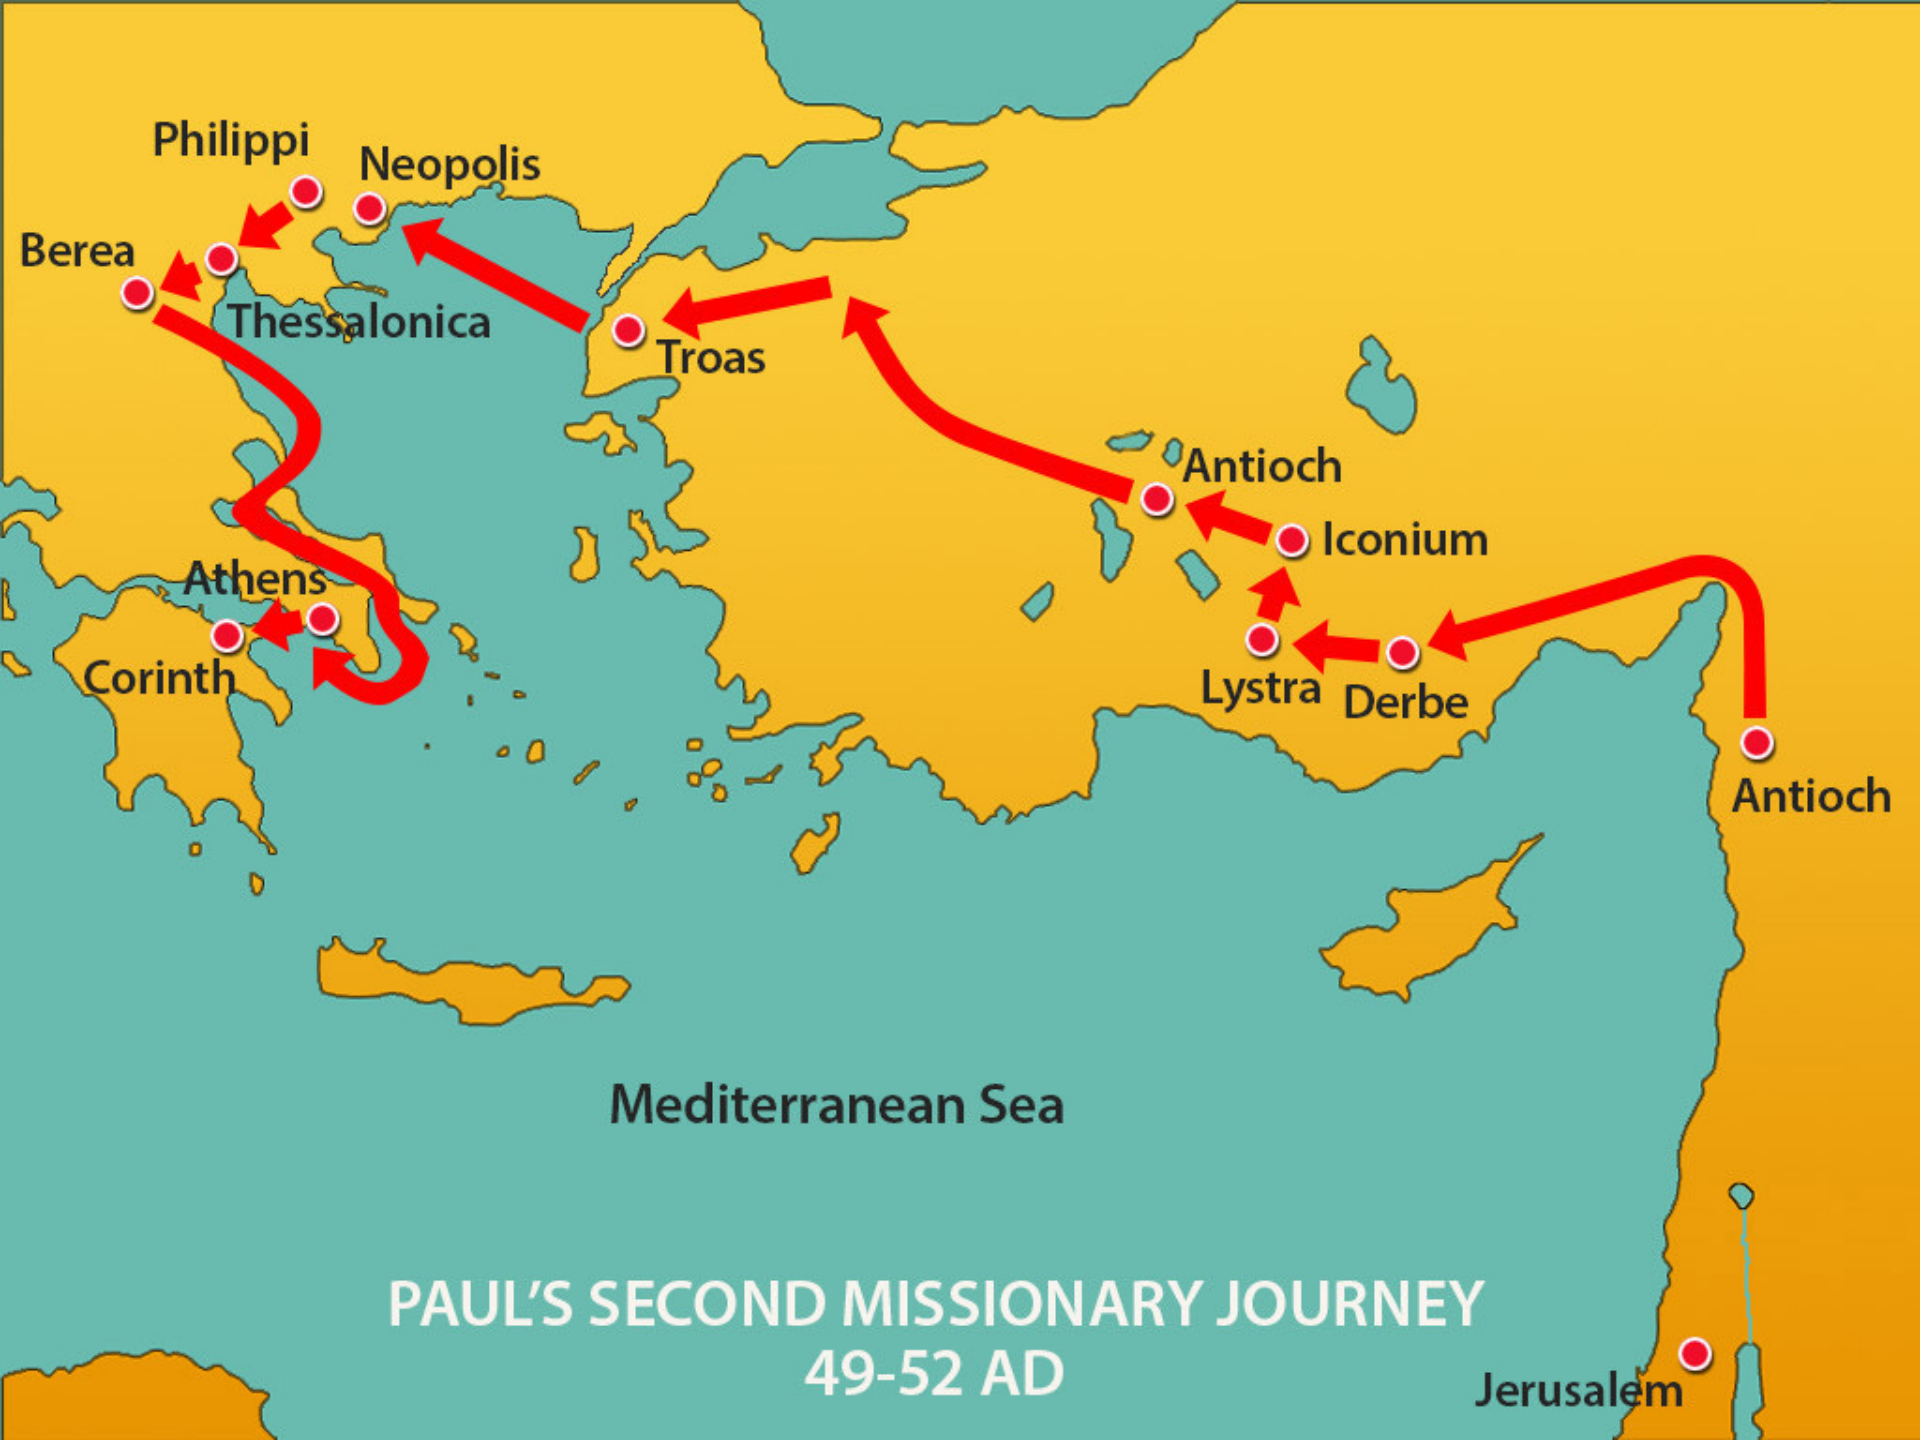 Philippi
Neopolis
Berea
Thessalonica
Troas
Antioch
Iconium
Athens
Corinth
Lystra
Derbe
Antioch
Mediterranean Sea
PAUL'S SECOND MISSIONARY JOURNEY
49-52 AD
Jerusalem